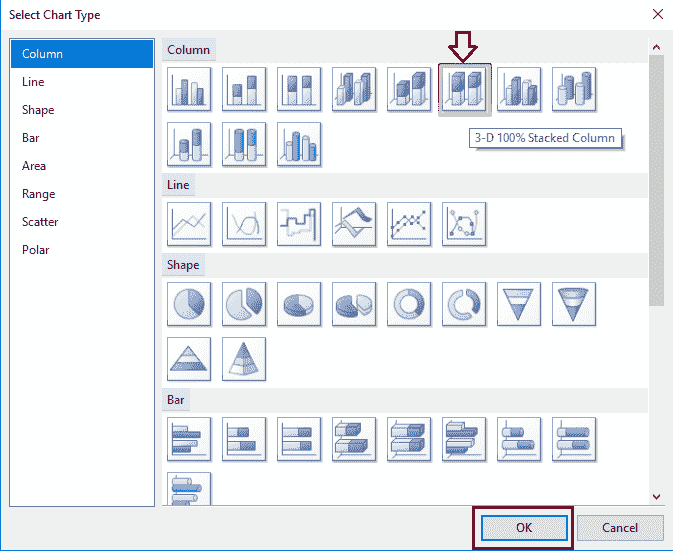 Select Chart Type
Column
Line
Shape
Bar
Area
Range
Scatter
Polar
Column
3-D 100% Stacked Column
Line
Shape
Bar
OK
Cancel